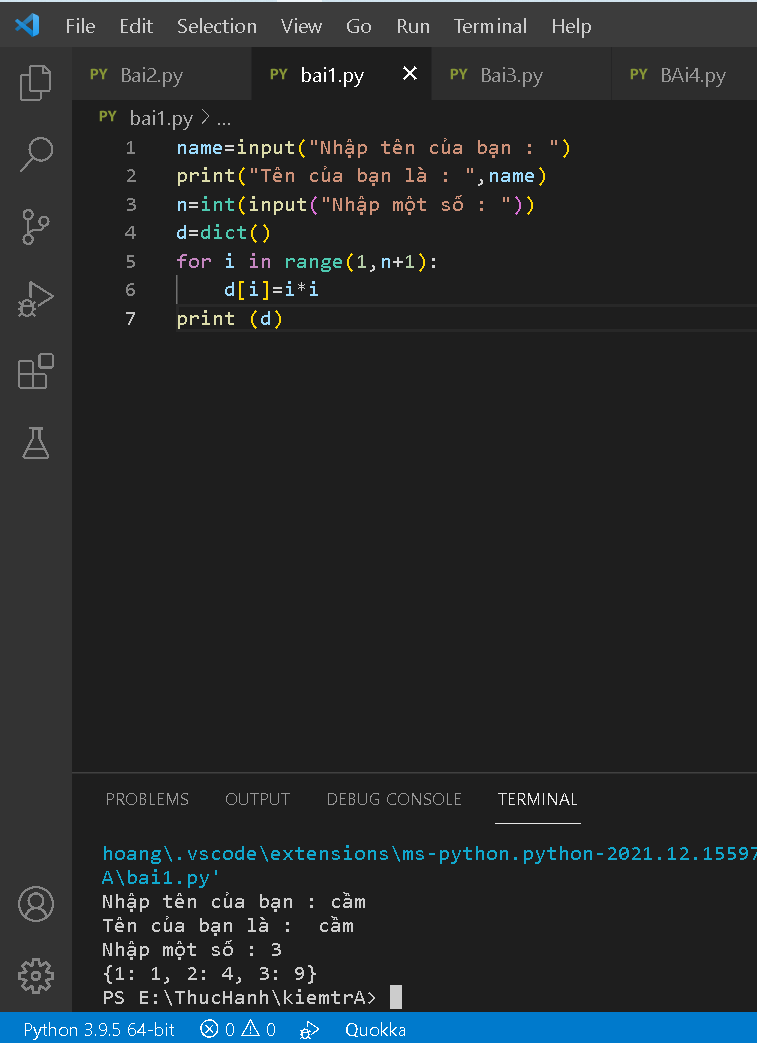 File Edit Selection View Go Run Terminal Help
PY Bai2.py PY bai1.py × PY Bai3.py PY BAi4.py
PY bai1.py > ...
1 name=input("Nhập tên của bạn : ")
2 print("Tên của bạn là : ",name)
3 n=int(input("Nhập một số : "))
4 d=dict()
5 for i in range(1,n+1):
6     d[i]=i*i
7 print (d)
PROBLEMS OUTPUT DEBUG CONSOLE TERMINAL
hoang\.vscode\extensions\ms-python.python-2021.12.15597
A\bai1.py'
Nhập tên của bạn : cầm
Tên của bạn là :  cầm
Nhập một số : 3
{1: 1, 2: 4, 3: 9}
PS E:\ThucHanh\kiemtrA>
Python 3.9.5 64-bit 0 0 Quokka